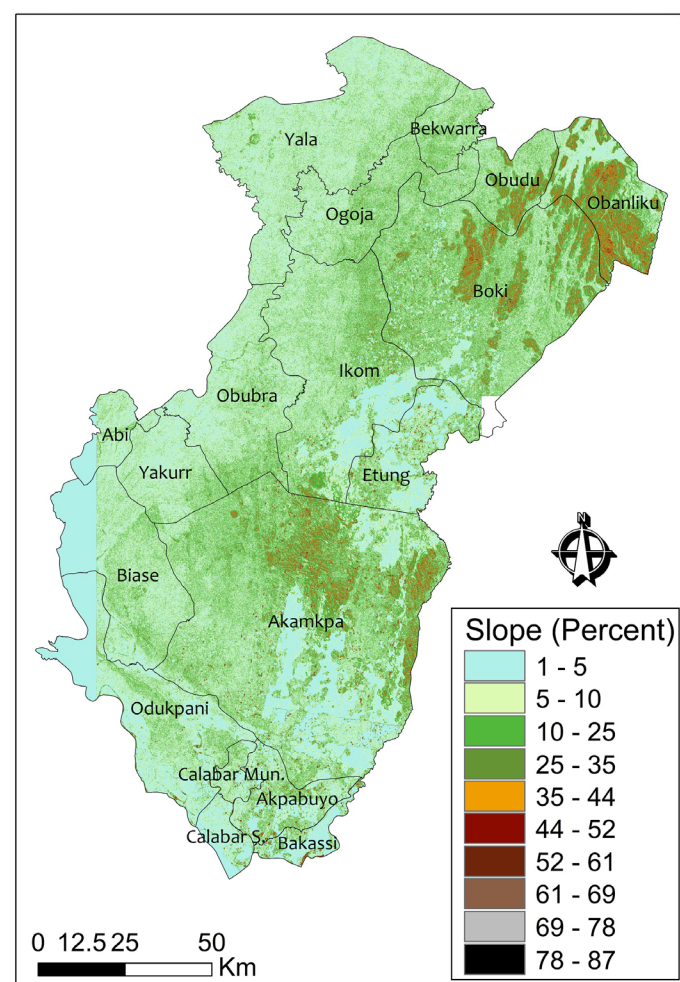 Yala
Bekwarra
Obudu
Obanliku
Ogoja
Boki
Ikom
Obubra
Abi
Yakurr
Etung
Biase
Akamkpa
Odukpani
Calabar Mun.
Akpabuyo
Calabar S.
Bakassi
N
Slope (Percent)
1 - 5
5 - 10
10 - 25
25 - 35
35 - 44
44 - 52
52 - 61
61 - 69
69 - 78
78 - 87
0 12.5 25 50
Km